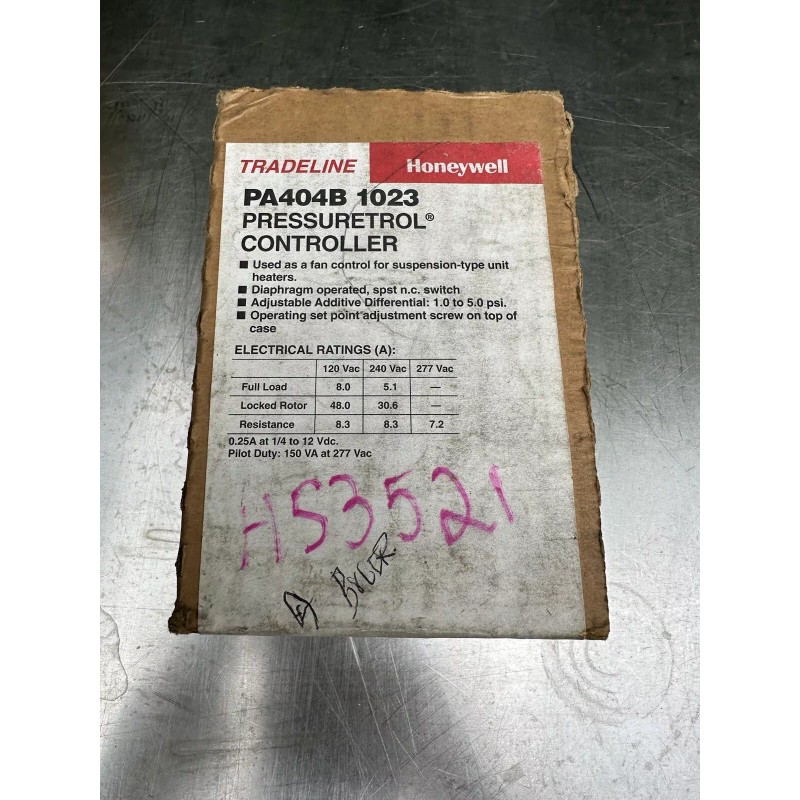 TRADELINE Honeywell
PA404B 1023
PRESSURETROL®
CONTROLLER
■ Used as a fan control for suspension-type unit
heaters.
■ Diaphragm operated, spst n.c. switch
■ Adjustable Additive Differential: 1.0 to 5.0 psi.
■ Operating set point adjustment screw on top of
case
ELECTRICAL RATINGS (A):
120 Vac 240 Vac 277 Vac
Full Load 8.0 5.1 —
Locked Rotor 48.0 30.6 —
Resistance 8.3 8.3 7.2
0.25A at 1/4 to 12 Vdc.
Pilot Duty: 150 VA at 277 Vac
HS3521